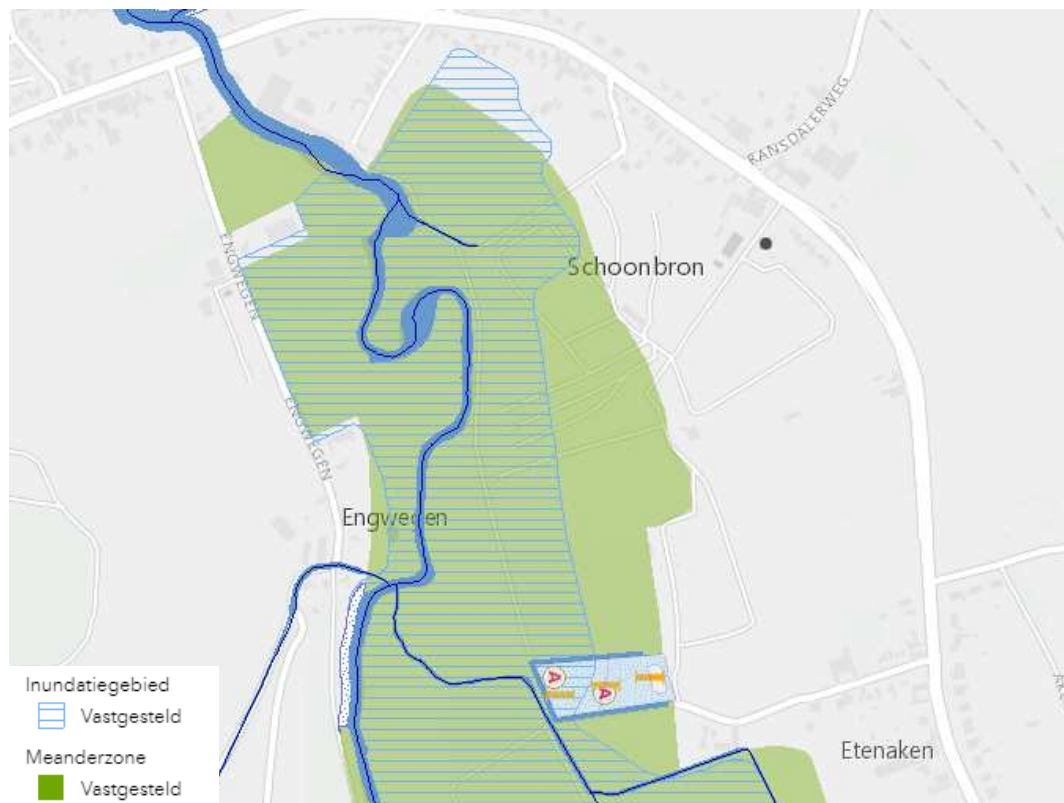 RANSDALERWEG
ENGWEGEN
Schoonbron
ENGWEGEN
Engwegen
A
A
Etenaken
Inundatiegebied
Vastgesteld
Meanderzone
Vastgesteld